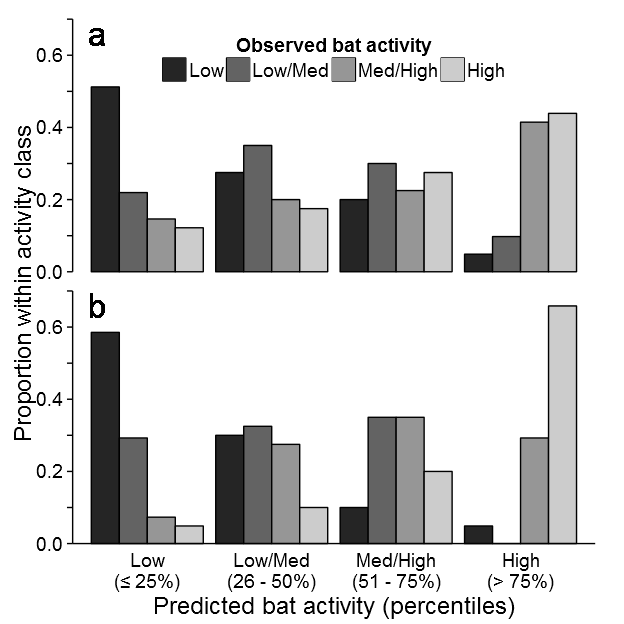 a
Observed bat activity
Low Low/Med Med/High High
0.6
0.4
0.2
0.0
b
0.6
0.4
0.2
0.0
Proportion within activity class
Low Low/Med Med/High High
(≤ 25%) (26 - 50%) (51 - 75%) (> 75%)
Predicted bat activity (percentiles)